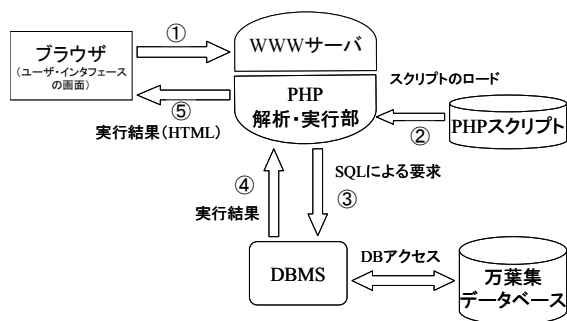 ブラウザ
(ユーザ・インタフェース
の画面)
①
WWWサーバ
PHP
解析・実行部
スクリプトのロード
②
PHPスクリプト
⑤
実行結果(HTML)
④
実行結果
SQLによる要求
③
DBMS
DBアクセス
万葉集
データベース